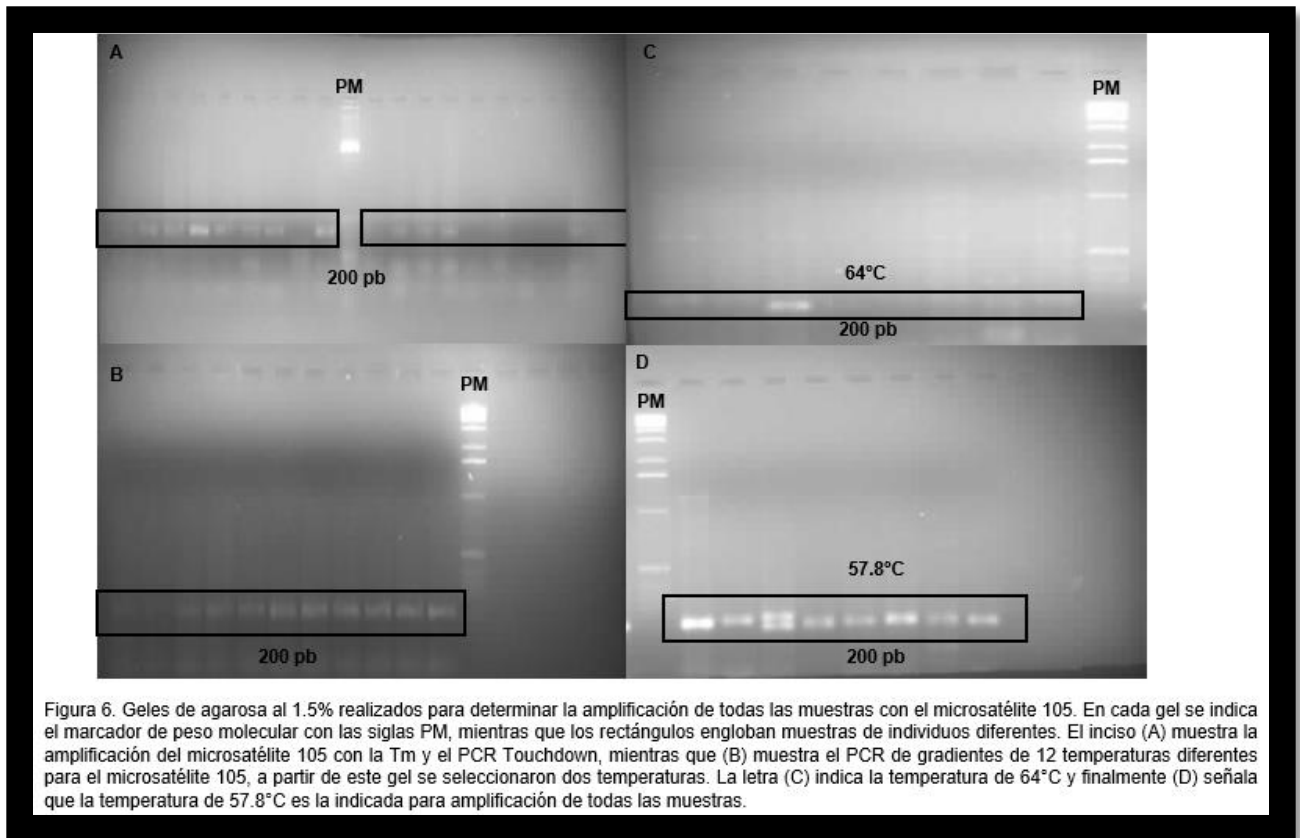 A
PM
200 pb
C
PM
64°C
200 pb
B
PM
200 pb
D
PM
57.8°C
200 pb
Figura 6. Geles de agarosa al 1.5% realizados para determinar la amplificación de todas las muestras con el microsatélite 105. En cada gel se indica
el marcador de peso molecular con las siglas PM, mientras que los rectángulos engloban muestras de individuos diferentes. El inciso (A) muestra la
amplificación del microsatélite 105 con la Tm y el PCR Touchdown, mientras que (B) muestra el PCR de gradientes de 12 temperaturas diferentes
para el microsatélite 105, a partir de este gel se seleccionaron dos temperaturas. La letra (C) indica la temperatura de 64°C y finalmente (D) señala
que la temperatura de 57.8°C es la indicada para amplificación de todas las muestras.